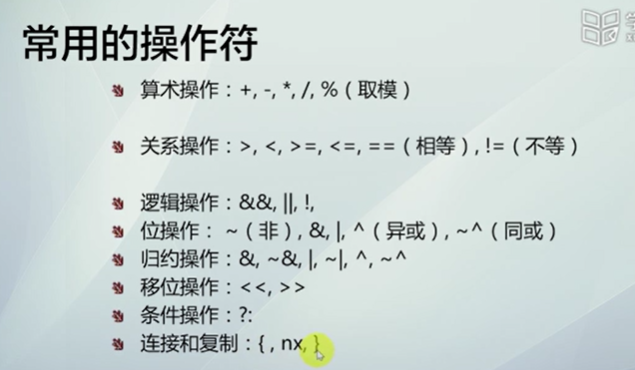 常用的操作符
算术操作：+, -, *, /, %（取模）
关系操作：>, <, >=, <=, ==（相等）, !=（不等）
逻辑操作：&&, ||, !,
位操作： ~（非）, &, |, ^（异或）, ~^（同或）
归约操作：&, ~&, |, ~|, ^, ~^
移位操作：<<, >>
条件操作：?:
连接和复制：{ , nx, }